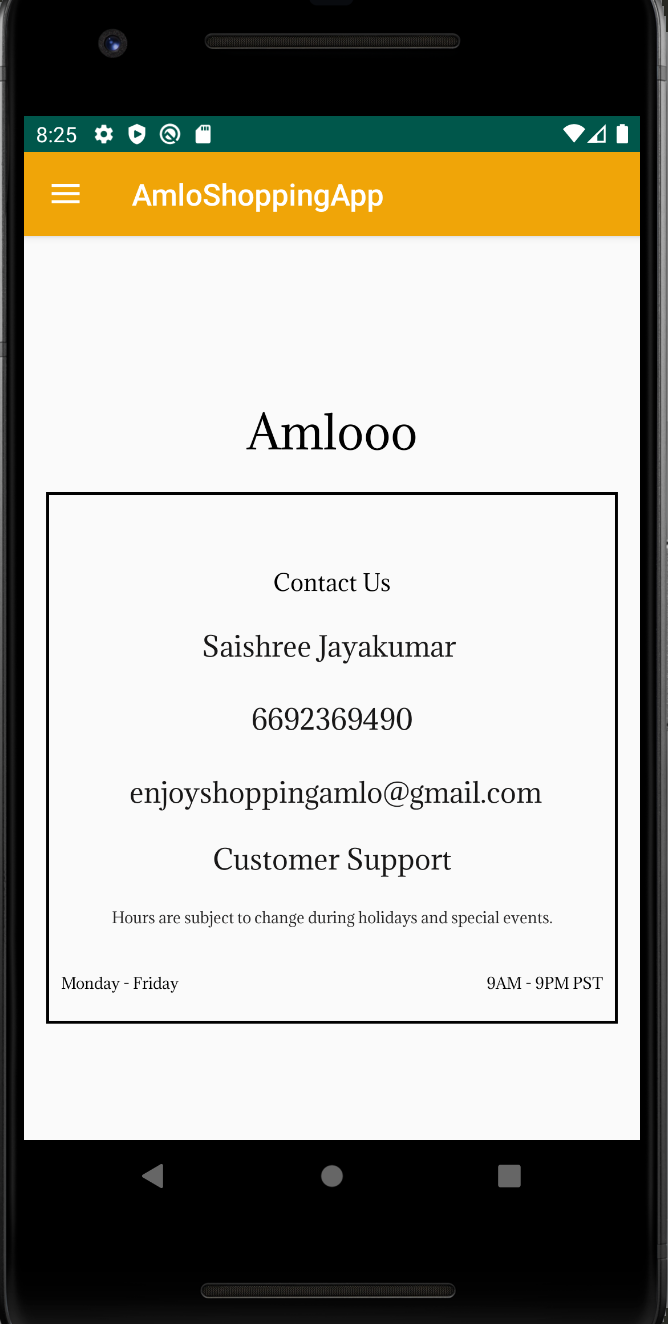 8:25
AmloShoppingApp
Amlooo
Contact Us
Saishree Jayakumar
6692369490
enjoyshoppingamlo@gmail.com
Customer Support
Hours are subject to change during holidays and special events.
Monday - Friday 9AM - 9PM PST